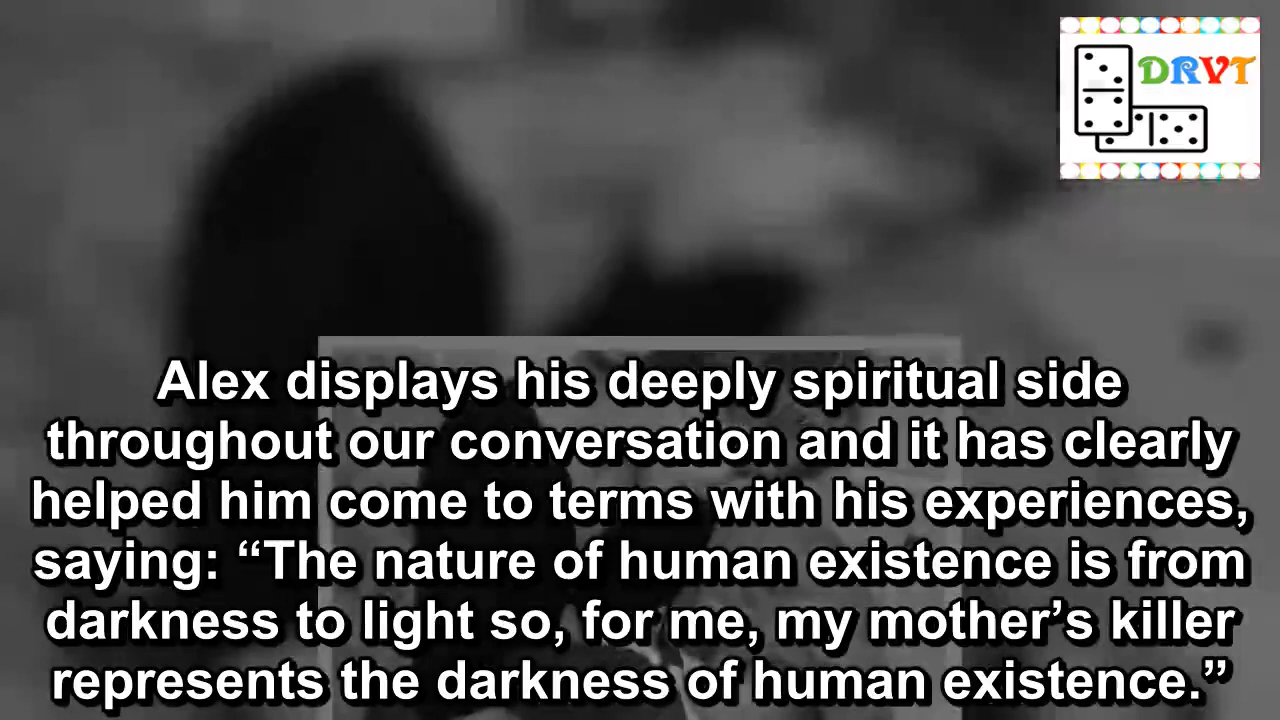 DRVT
Alex displays his deeply spiritual side
throughout our conversation and it has clearly
helped him come to terms with his experiences,
saying: “The nature of human existence is from
darkness to light so, for me, my mother’s killer
represents the darkness of human existence.”